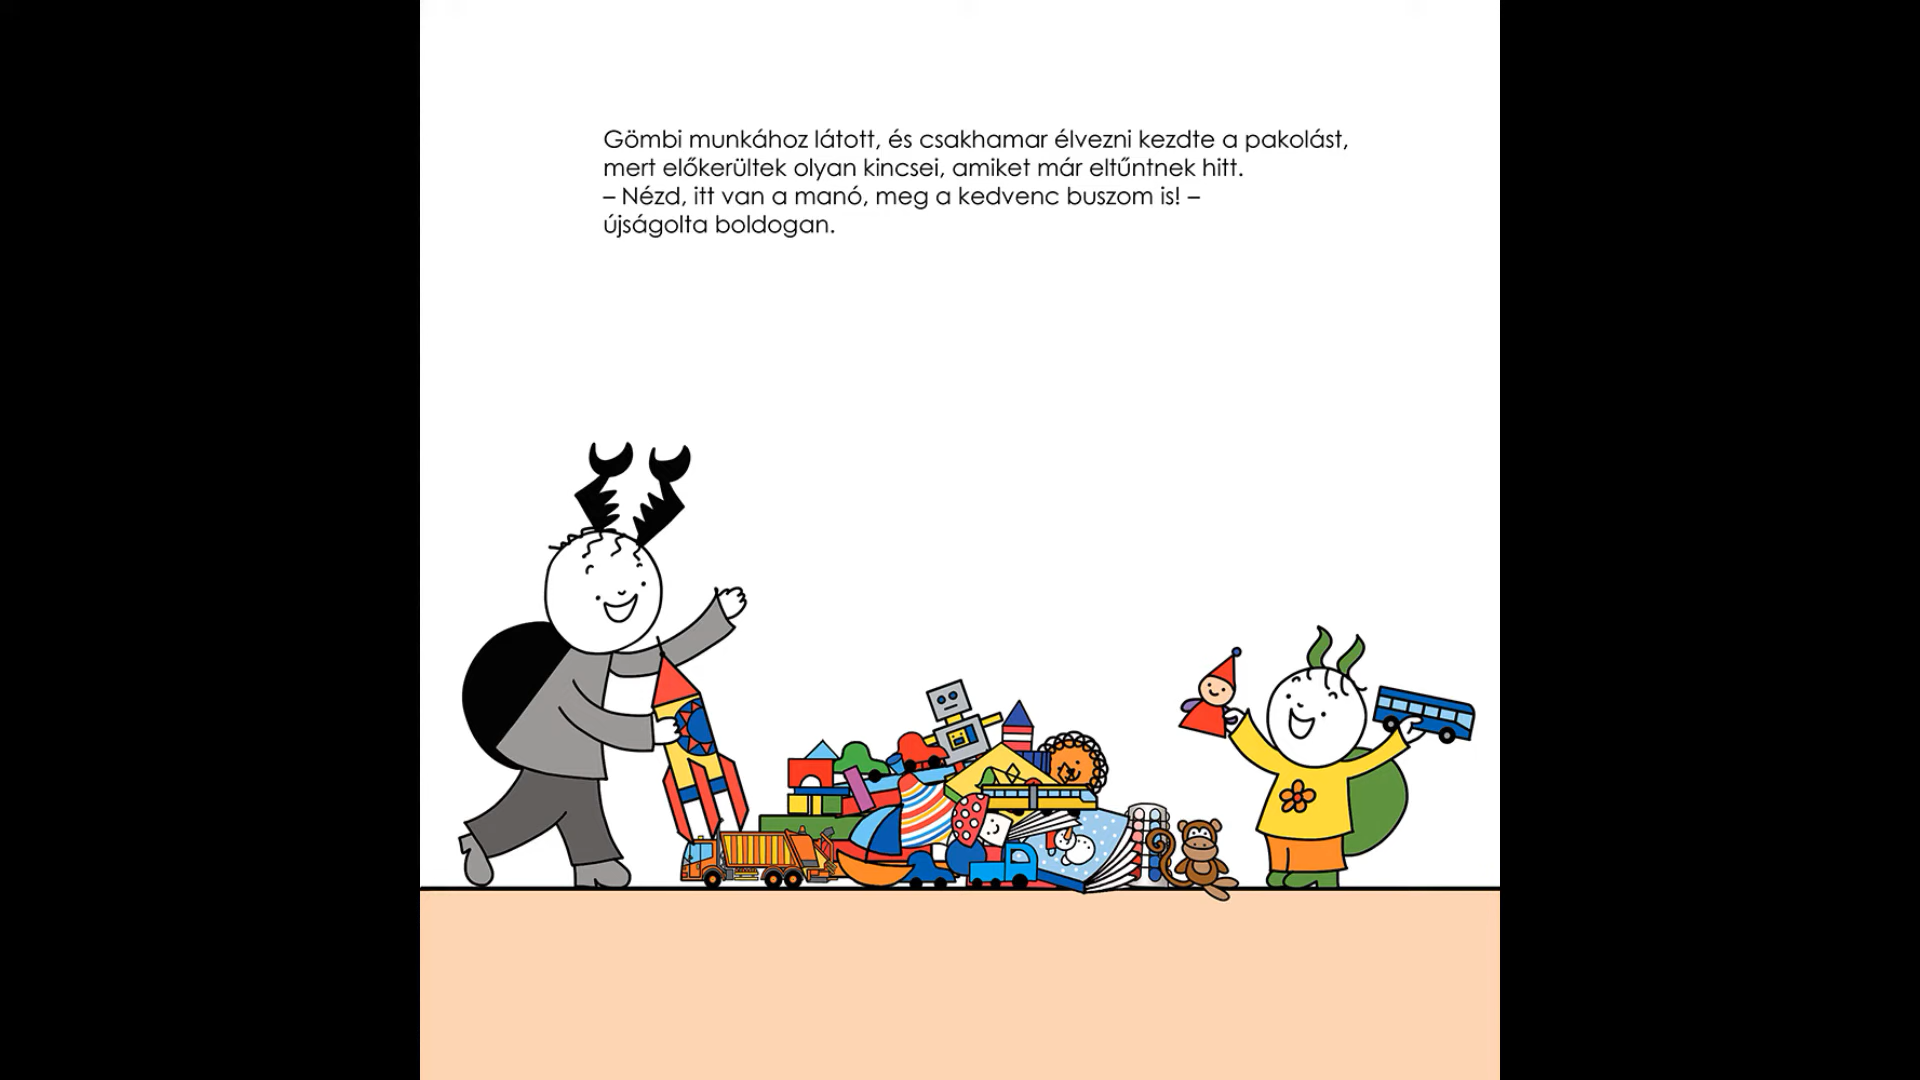 Gömbi munkához látott, és csakhamar élvezni kezdte a pakolást,
mert előkerültek olyan kincsei, amiket már eltűntnek hitt.
– Nézd, itt van a manó, meg a kedvenc buszom is! –
újságolta boldogan.